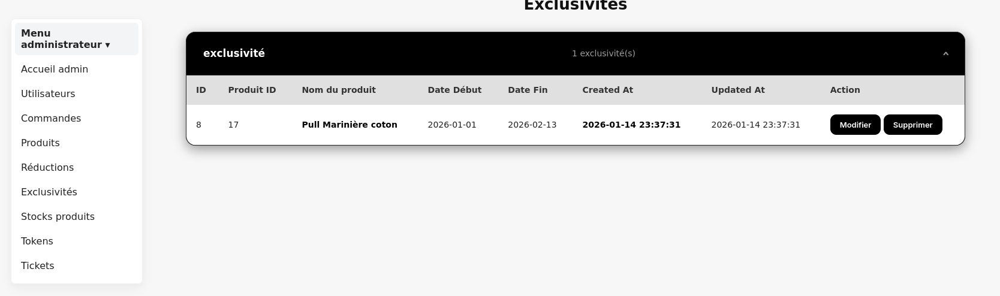 Exclusivités
Menu
administrateur ▾
Accueil admin
Utilisateurs
Commandes
Produits
Réductions
Exclusivités
Stocks produits
Tokens
Tickets
exclusivité 1 exclusivité(s) ^
ID Produit ID Nom du produit Date Début Date Fin Created At Updated At Action
8 17 Pull Marinière coton 2026-01-01 2026-02-13 2026-01-14 23:37:31 2026-01-14 23:37:31 Modifier Supprimer